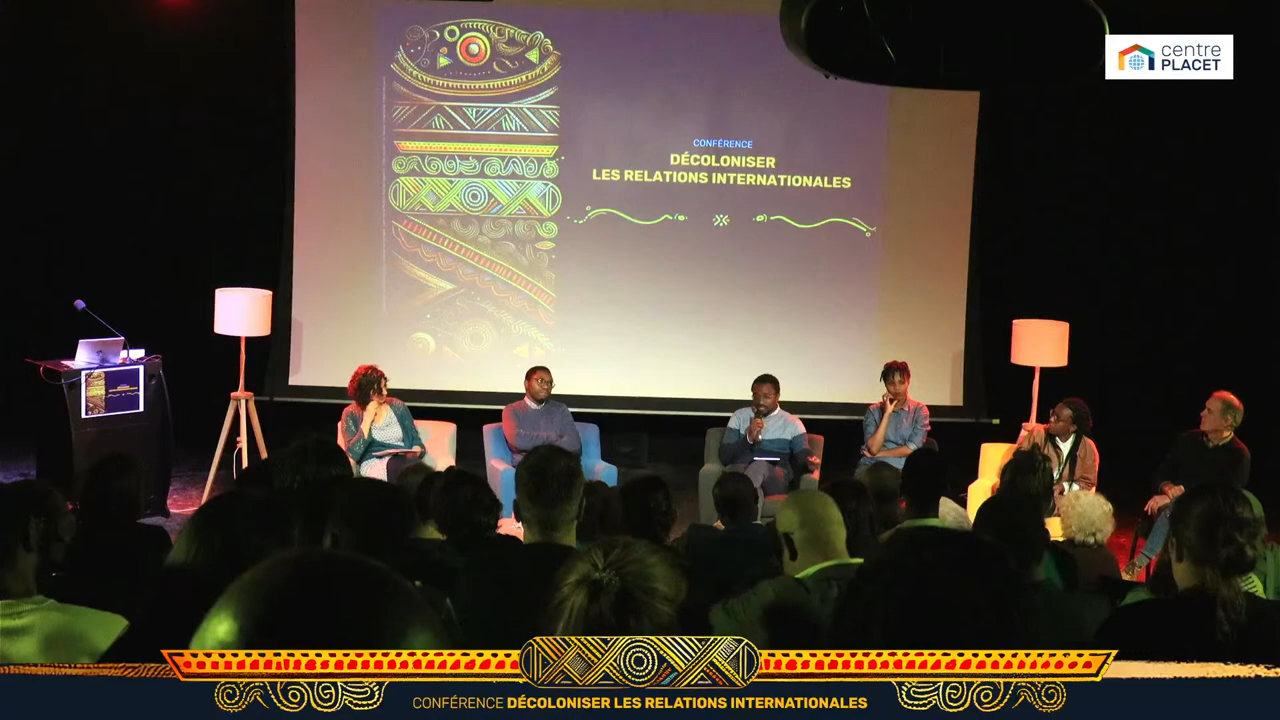 centre
PLACET
CONFÉRENCE
DÉCOLONISER
LES RELATIONS INTERNATIONALES
CONFÉRENCE DÉCOLONISER LES RELATIONS INTERNATIONALES